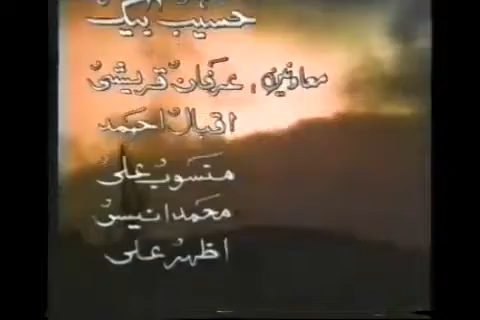 حسیب بیگ
معاونین : عرفان قریشی
اقبال احمد
منسوب علی
محمد انیس
اظہر علی